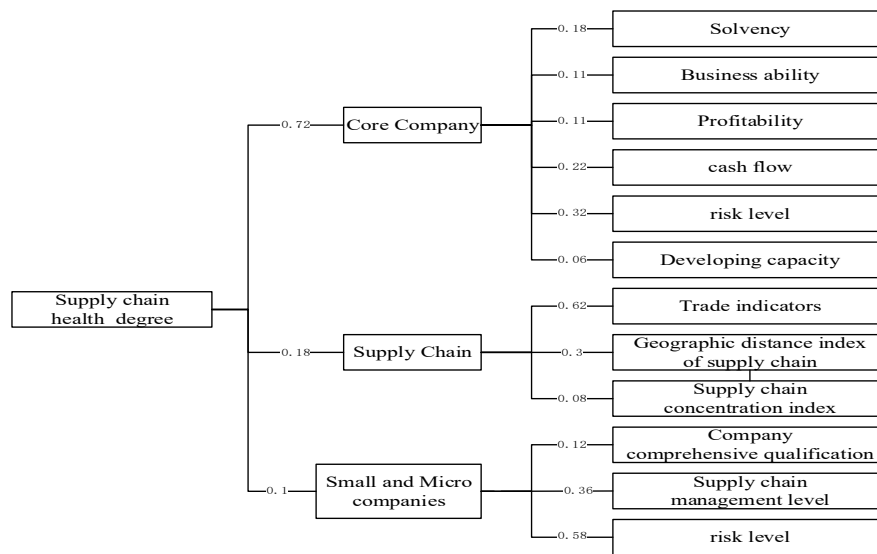 0.18
Solvency
0.11
Business ability
0.72
Core Company
0.11
Profitability
0.22
cash flow
0.32
risk level
0.06
Developing capacity
Supply chain
health degree
0.62
Trade indicators
0.18
Supply Chain
0.3
Geographic distance index
of supply chain
0.08
Supply chain
concentration index
0.12
Company
comprehensive qualification
0.1
Small and Micro
companies
0.36
Supply chain
management level
0.58
risk level